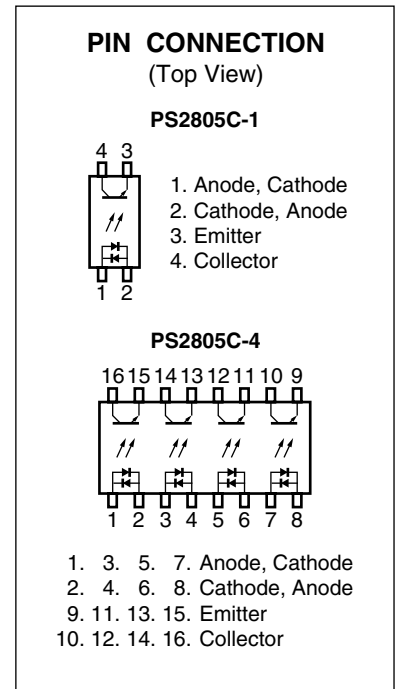 PIN CONNECTION
(Top View)
PS2805C-1
4 3
1. Anode, Cathode
2. Cathode, Anode
3. Emitter
4. Collector
1 2
PS2805C-4
16 15 14 13 12 11 10 9
1 2 3 4 5 6 7 8
1. 3. 5. 7. Anode, Cathode
2. 4. 6. 8. Cathode, Anode
9. 11. 13. 15. Emitter
10. 12. 14. 16. Collector